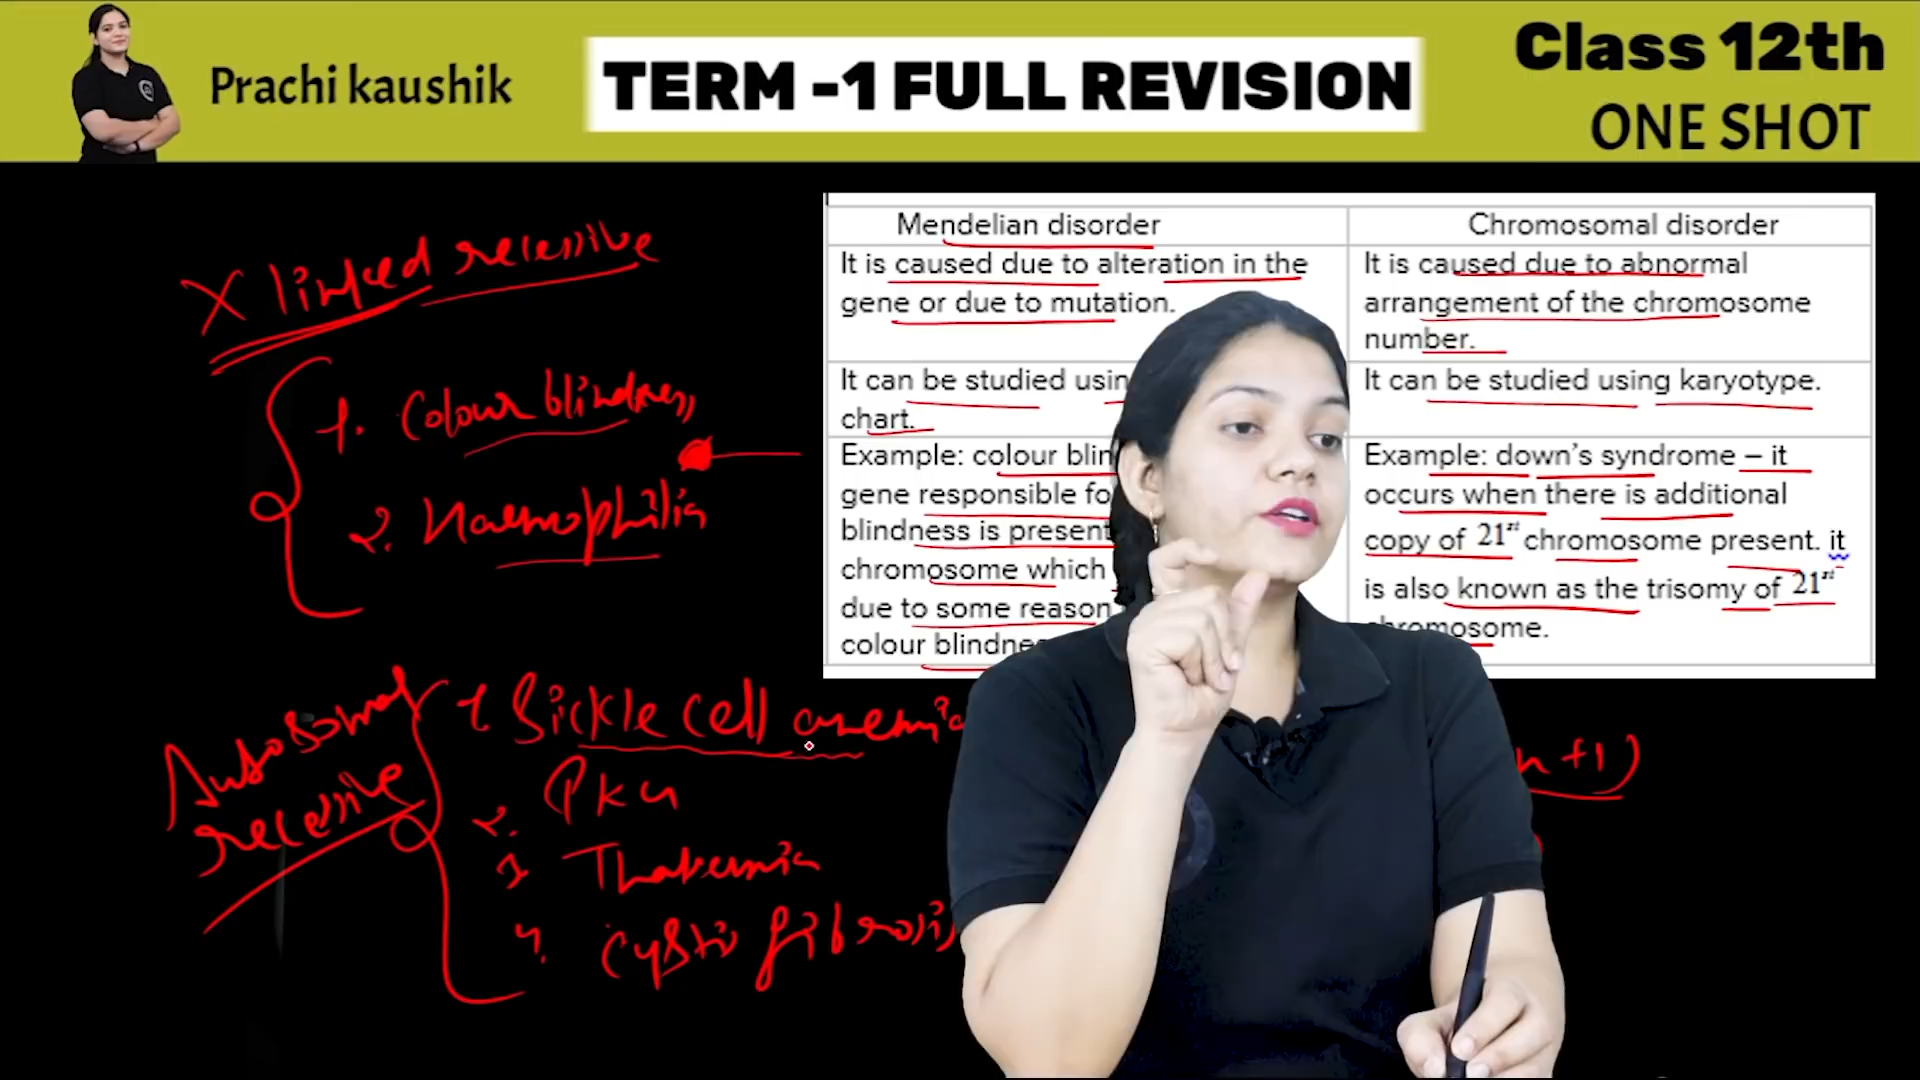 Prachi kaushik
TERM -1 FULL REVISION
Class 12th
ONE SHOT
X linked recessive
1. Colour blindness
2. Haemophilia
Mendelian disorder
It is caused due to alteration in the
gene or due to mutation.
It can be studied usin
chart.
Example: colour blin
gene responsible fo
blindness is present
chromosome which
due to some reason
colour blindne
Chromosomal disorder
It is caused due to abnormal
arrangement of the chromosome
number.
It can be studied using karyotype.
Example: down's syndrome – it
occurs when there is additional
copy of 21st chromosome present. it
is also known as the trisomy of 21st
chromosome.
Autosomal
recessive
1 Sickle cell anemia
2. Pku
3 Thalesmia
4. Cystic fibrosis
n+1)